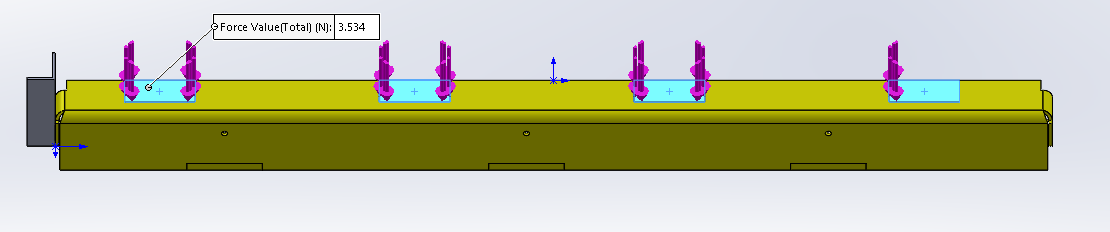 Force Value(Total) (N): 3.534